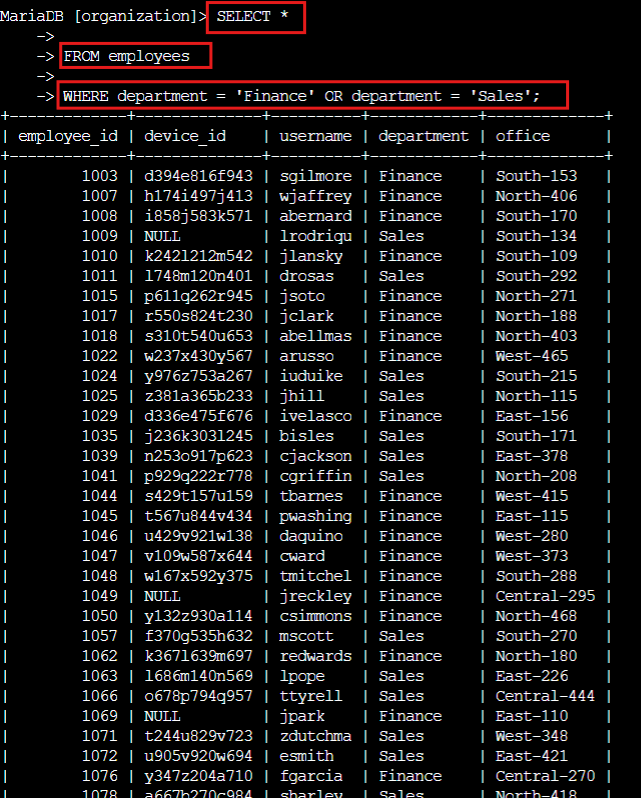 MariaDB [organization]> SELECT *
    ->
    -> FROM employees
    ->
    -> WHERE department = 'Finance' OR department = 'Sales';
+-------------+--------------+----------+------------+-------------+
| employee_id | device_id    | username | department | office      |
+-------------+--------------+----------+------------+-------------+
|        1003 | d394e816f943 | sgilmore | Finance    | South-153   |
|        1007 | h174i497j413 | wjaffrey | Finance    | North-406   |
|        1008 | i858j583k571 | abernard | Finance    | South-170   |
|        1009 | NULL         | lrodriqu | Sales      | South-134   |
|        1010 | k242l212m542 | jlansky  | Finance    | South-109   |
|        1011 | l748m120n401 | drosas   | Sales      | South-292   |
|        1015 | p611q262r945 | jsoto    | Finance    | North-271   |
|        1017 | r550s824t230 | jclark   | Finance    | North-188   |
|        1018 | s310t540u653 | abellmas | Finance    | North-403   |
|        1022 | w237x430y567 | arusso   | Finance    | West-465    |
|        1024 | y976z753a267 | iuduike  | Sales      | South-215   |
|        1025 | z381a365b233 | jhill    | Sales      | North-115   |
|        1029 | d336e475f676 | ivelasco | Finance    | East-156    |
|        1035 | j236k303l245 | bisles   | Sales      | South-171   |
|        1039 | n253o917p623 | cjackson | Sales      | East-378    |
|        1041 | p929q222r778 | cgriffin | Sales      | North-208   |
|        1044 | s429t157u159 | tbarnes  | Finance    | West-415    |
|        1045 | t567u844v434 | pwashing | Finance    | East-115    |
|        1046 | u429v921w138 | daquino  | Finance    | West-280    |
|        1047 | v109w587x644 | cward    | Finance    | West-373    |
|        1048 | w167x592y375 | tmitchel | Finance    | South-288   |
|        1049 | NULL         | jreckley | Finance    | Central-295 |
|        1050 | y132z930a114 | csimmons | Finance    | North-468   |
|        1057 | f370g535h632 | mscott   | Sales      | South-270   |
|        1062 | k367l639m697 | redwards | Finance    | North-180   |
|        1063 | l686m140n569 | lpope    | Sales      | East-226    |
|        1066 | o678p794q957 | ttyrell  | Sales      | Central-444 |
|        1069 | NULL         | jpark    | Finance    | East-110    |
|        1071 | t244u829v723 | zdutchma | Sales      | West-348    |
|        1072 | u905v920w694 | esmith   | Sales      | East-421    |
|        1076 | y347z204a710 | fgarcia  | Finance    | Central-270 |
|        1078 | a667b270c984 | sharley  | Sales      | North-418   |